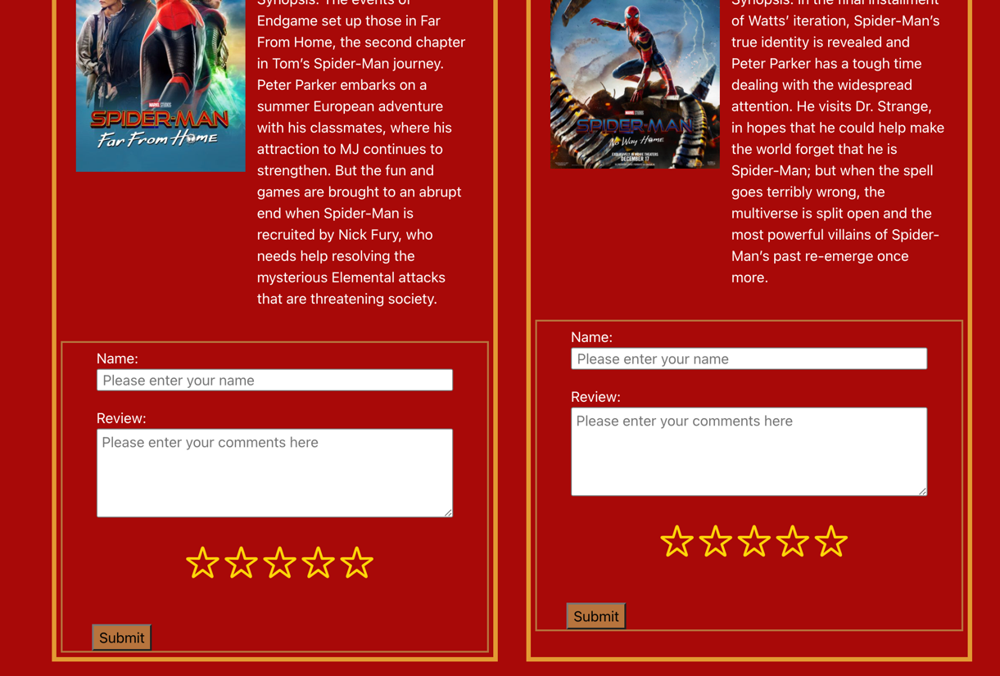 Synopsis: The events of
Endgame set up those in Far
From Home, the second chapter
in Tom’s Spider-Man journey.
Peter Parker embarks on a
summer European adventure
with his classmates, where his
attraction to MJ continues to
strengthen. But the fun and
games are brought to an abrupt
end when Spider-Man is
recruited by Nick Fury, who
needs help resolving the
mysterious Elemental attacks
that are threatening society.
MARVEL STUDIOS
SPIDER-MAN
Far From Home
Name:
Please enter your name
Review:
Please enter your comments here
Submit
Synopsis: In the final installment
of Watts’ iteration, Spider-Man’s
true identity is revealed and
Peter Parker has a tough time
dealing with the widespread
attention. He visits Dr. Strange,
in hopes that he could help make
the world forget that he is
Spider-Man; but when the spell
goes terribly wrong, the
multiverse is split open and the
most powerful villains of Spider-
Man’s past re-emerge once
more.
MARVEL STUDIOS
SPIDER-MAN
No Way Home
EXCLUSIVELY IN MOVIE THEATERS
DECEMBER 17
Name:
Please enter your name
Review:
Please enter your comments here
Submit